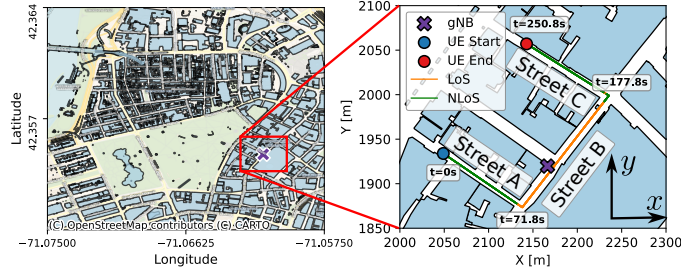 42.364
42.357
Latitude
(C) OpenStreetMap contributors (C) CARTO
−71.07500
−71.06625
−71.05750
Longitude
2100
2050
2000
1950
1900
1850
Y [m]
gNB
UE Start
UE End
LoS
NLoS
t=250.8s
t=177.8s
Street C
Street A
Street B
t=0s
t=71.8s
y
x
2000
2050
2100
2150
2200
2250
2300
X [m]